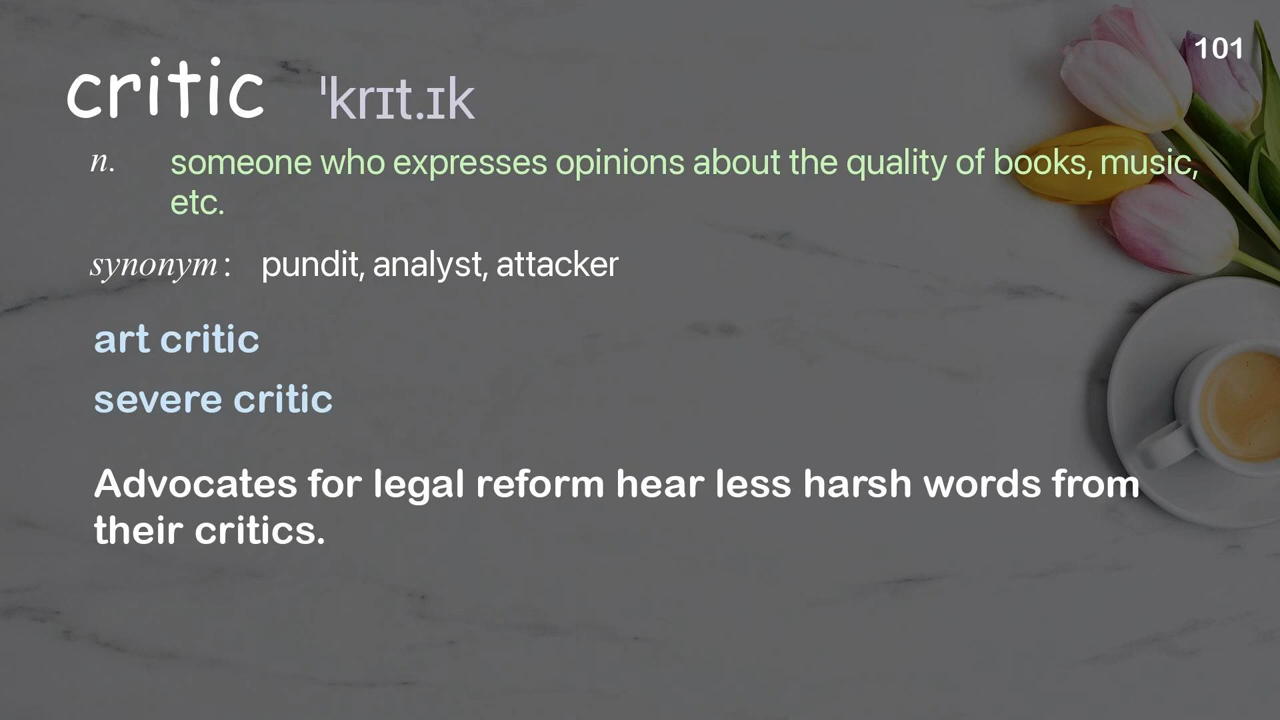 101
critic ˈkrɪt.ɪk
n. someone who expresses opinions about the quality of books, music,
etc.
synonym: pundit, analyst, attacker
art critic
severe critic
Advocates for legal reform hear less harsh words from
their critics.